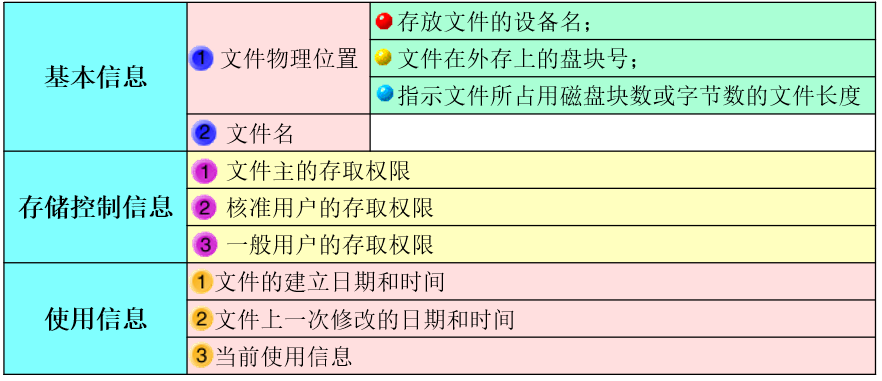 基本信息
1 文件物理位置
存放文件的设备名;
文件在外存上的盘块号;
指示文件所占用磁盘块数或字节数的文件长度
2 文件名
存储控制信息
1 文件主的存取权限
2 核准用户的存取权限
3 一般用户的存取权限
使用信息
1 文件的建立日期和时间
2 文件上一次修改的日期和时间
3 当前使用信息